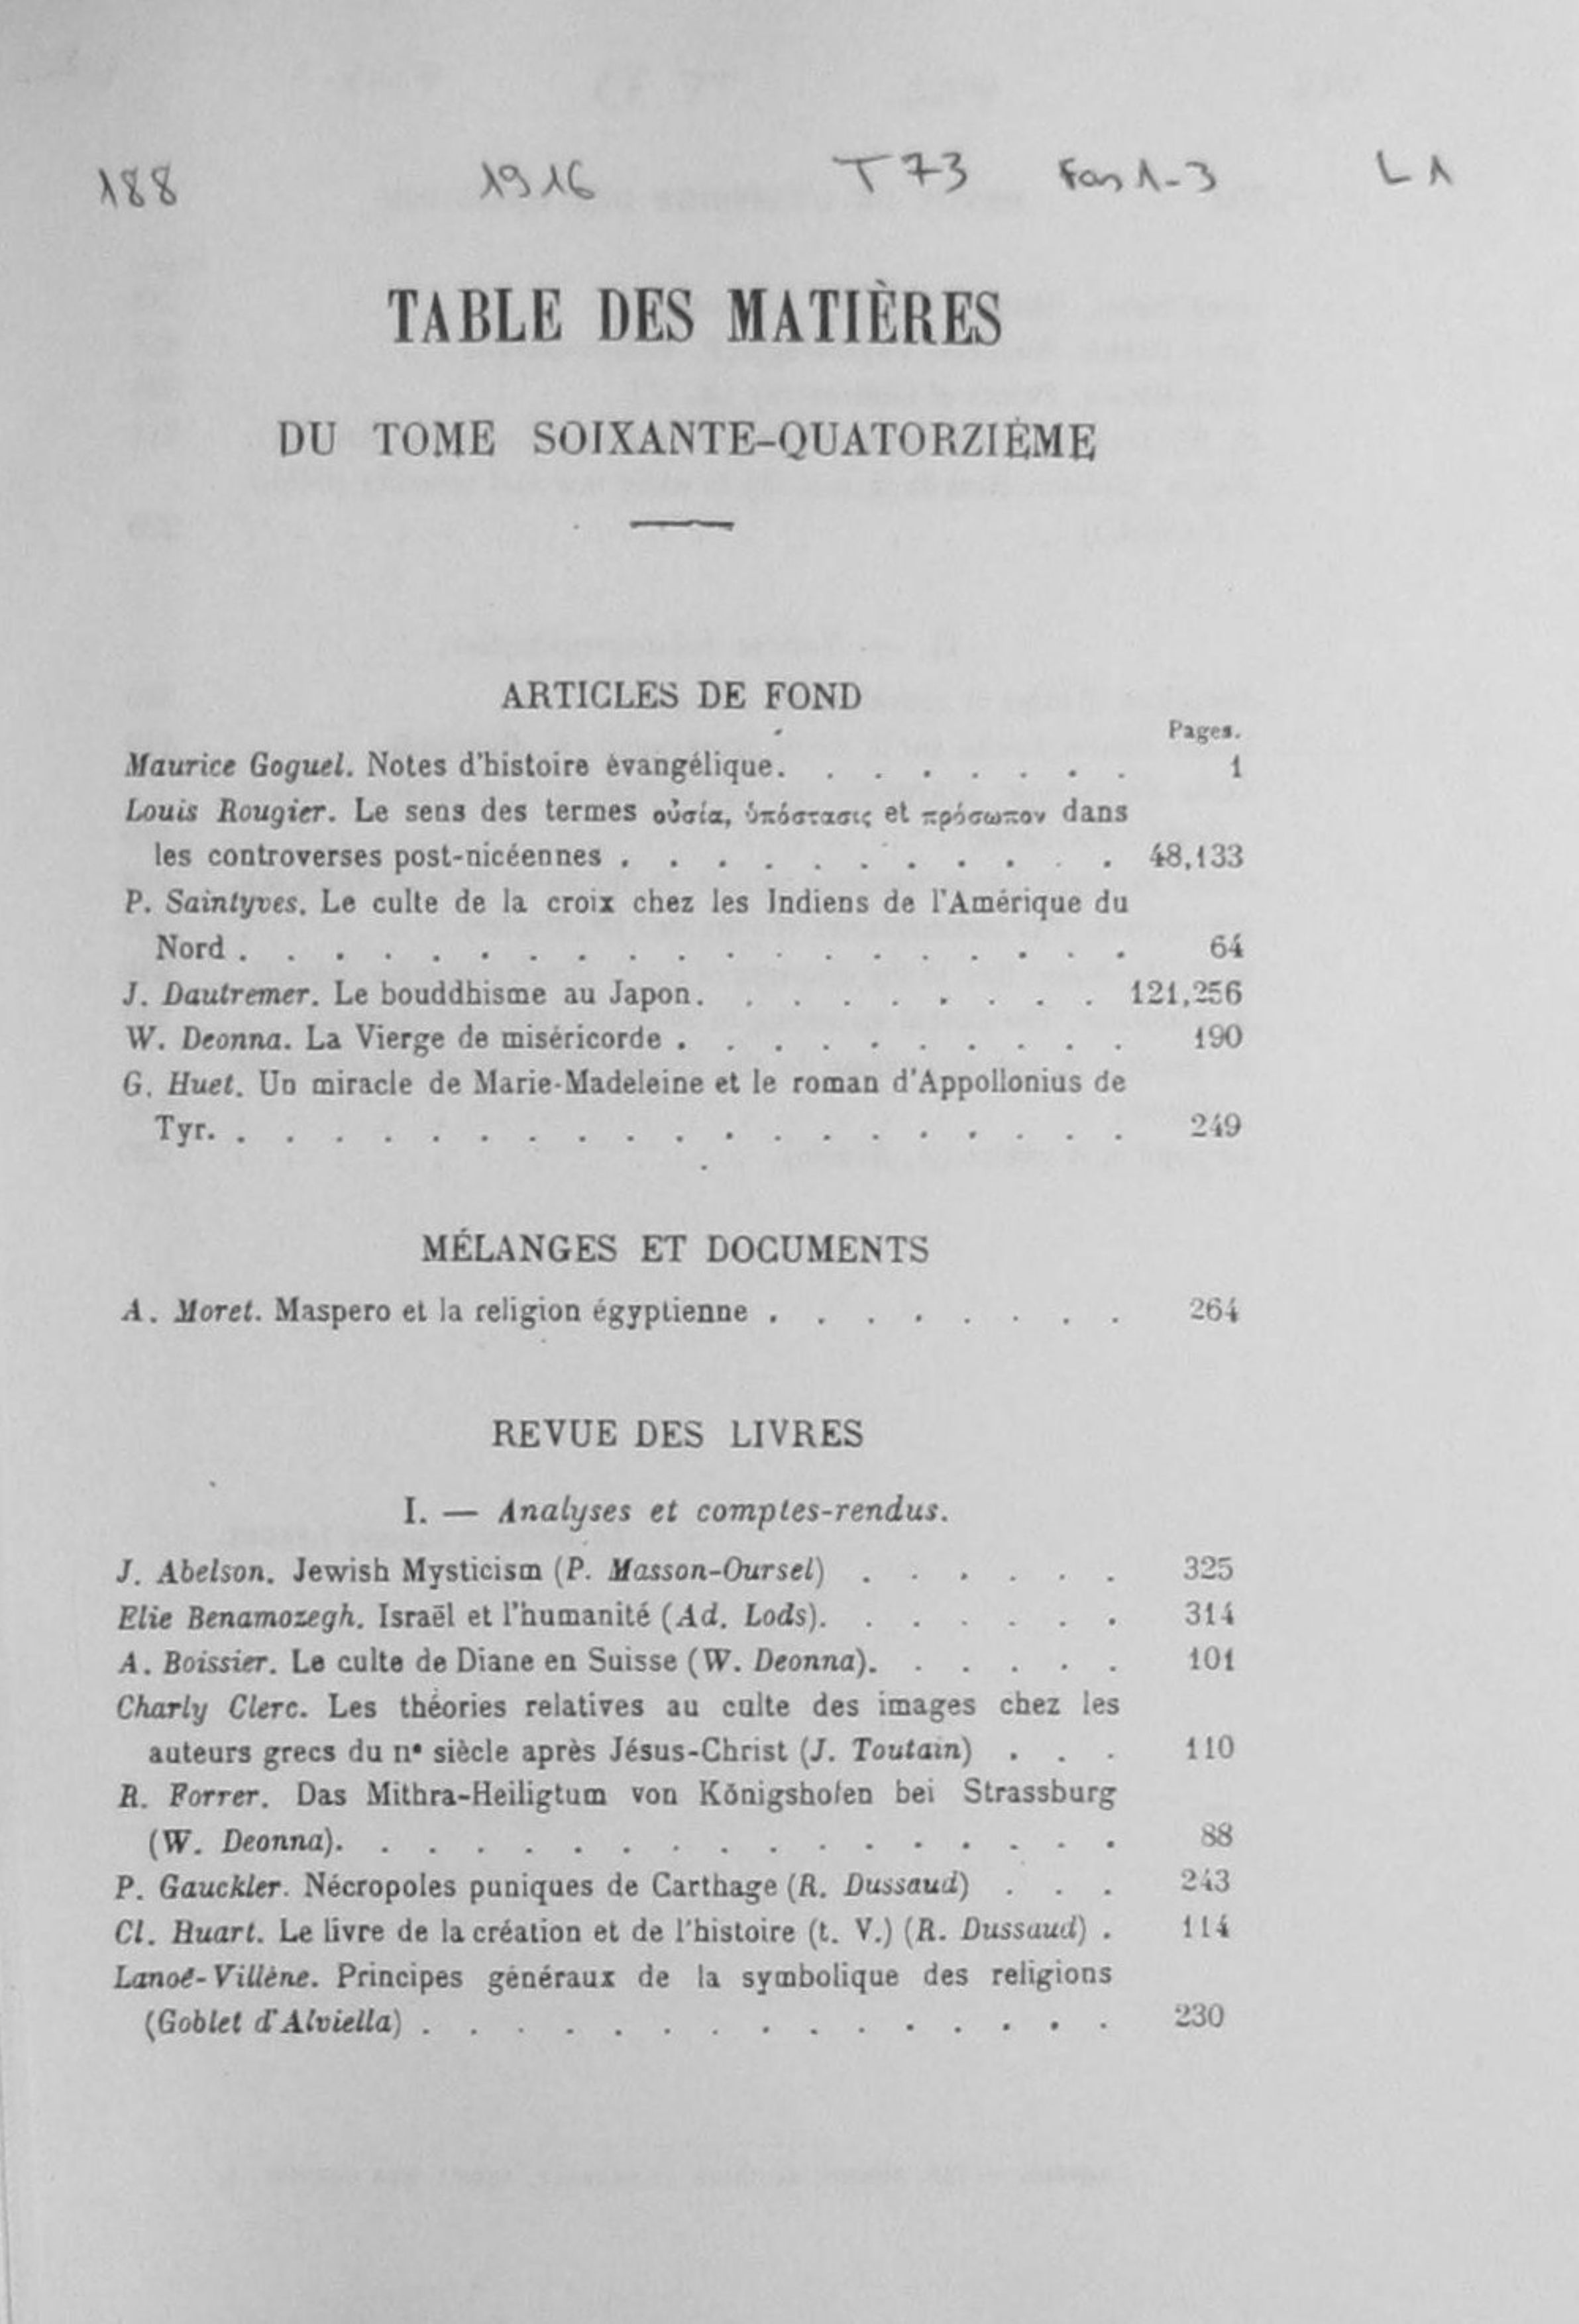 188 1916 T 73 Fas 1-3 L 1
TABLE DES MATIÈRES
DU TOME SOIXANTE-QUATORZIÈME
ARTICLES DE FOND
Pages.
Maurice Goguel. Notes d'histoire évangélique. . . . . . . . 1
Louis Rougier. Le sens des termes οὐσία, ὑπόστασις et πρόσωπον dans
les controverses post-nicéennes . . . . . . . . . . . 48,133
P. Saintyves. Le culte de la croix chez les Indiens de l'Amérique du
Nord . . . . . . . . . . . . . . . . . . . 64
J. Dautremer. Le bouddhisme au Japon. . . . . . . . . 121,256
W. Deonna. La Vierge de miséricorde . . . . . . . . . . 190
G. Huet. Un miracle de Marie-Madeleine et le roman d'Appollonius de
Tyr. . . . . . . . . . . . . . . . . . . . 249
MÉLANGES ET DOCUMENTS
A. Moret. Maspero et la religion égyptienne . . . . . . . . 264
REVUE DES LIVRES
I. — Analyses et comptes-rendus.
J. Abelson. Jewish Mysticism (P. Masson-Oursel) . . . . . . 325
Elie Benamozegh. Israël et l'humanité (Ad. Lods). . . . . . . 314
A. Boissier. Le culte de Diane en Suisse (W. Deonna). . . . . . 101
Charly Clerc. Les théories relatives au culte des images chez les
auteurs grecs du IIe siècle après Jésus-Christ (J. Toutain) . . . 110
R. Forrer. Das Mithra-Heiligtum von Königshofen bei Strassburg
(W. Deonna). . . . . . . . . . . . . . . . . 88
P. Gauckler. Nécropoles puniques de Carthage (R. Dussaud) . . . 243
Cl. Huart. Le livre de la création et de l'histoire (t. V.) (R. Dussaud) . 114
Lanoé-Villène. Principes généraux de la symbolique des religions
(Goblet d'Alviella) . . . . . . . . . . . . . . . 230